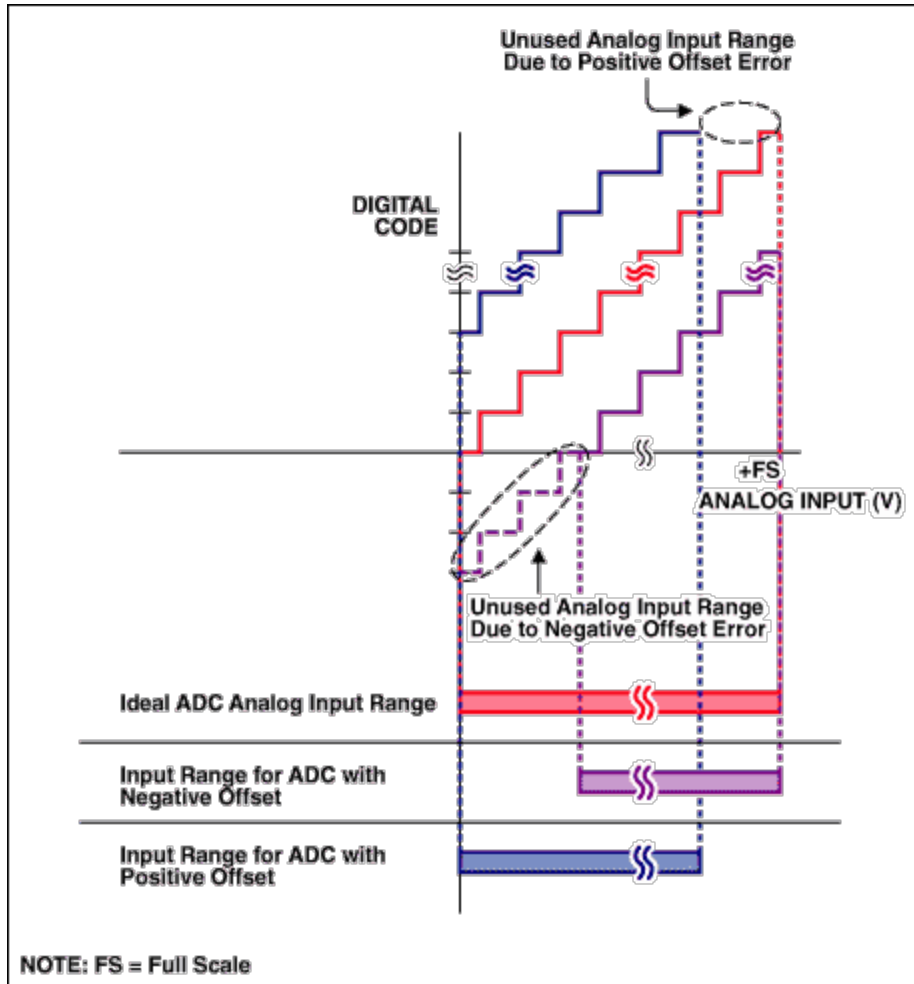 Unused Analog Input Range
Due to Positive Offset Error
DIGITAL
CODE
+FS
ANALOG INPUT (V)
Unused Analog Input Range
Due to Negative Offset Error
Ideal ADC Analog Input Range
Input Range for ADC with
Negative Offset
Input Range for ADC with
Positive Offset
NOTE: FS = Full Scale